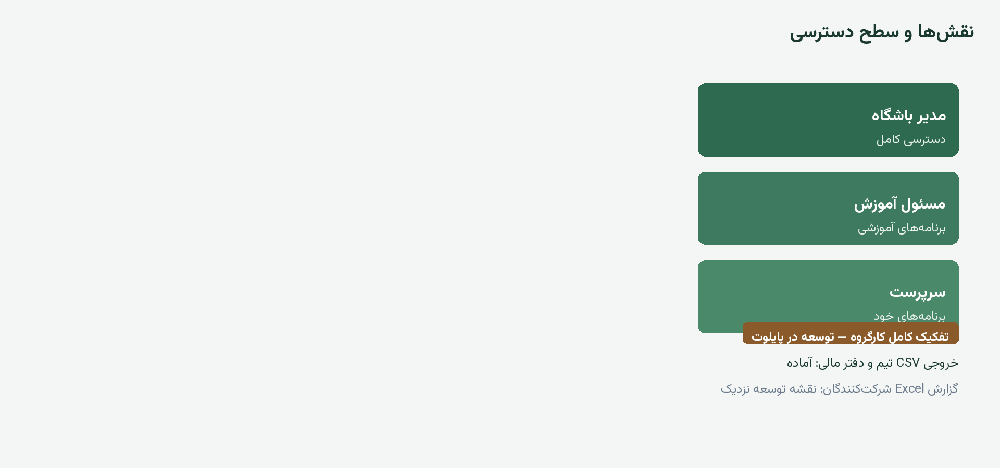 نقش‌ها و سطح دسترسی
مدیر باشگاه
دسترسی کامل
مسئول آموزش
برنامه‌های آموزشی
سرپرست
برنامه‌های خود
تفکیک کامل کارگروه — توسعه در پایلوت
خروجی CSV تیم و دفتر مالی: آماده
گزارش Excel شرکت‌کنندگان: نقشه توسعه نزدیک